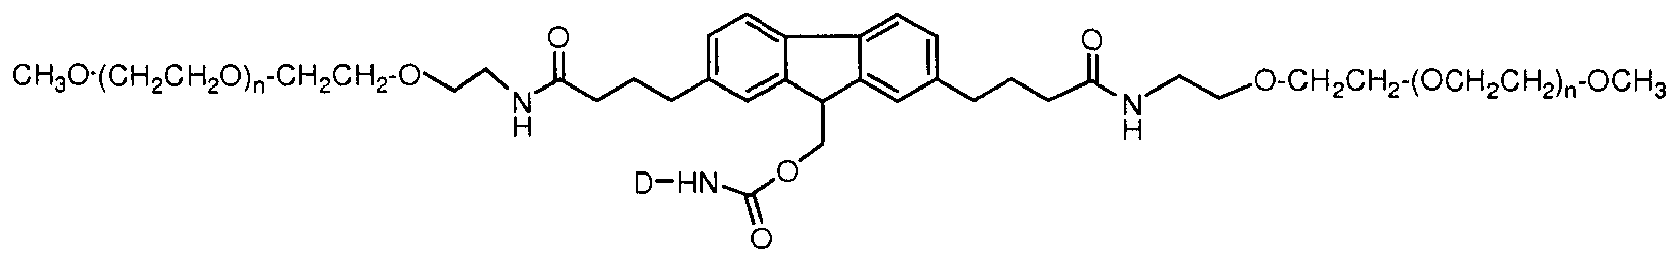 O O
CH3O·(CH2CH2O)n-CH2CH2-O N H N H O-CH2CH2-(OCH2CH2)n-OCH3
D-HN O
O